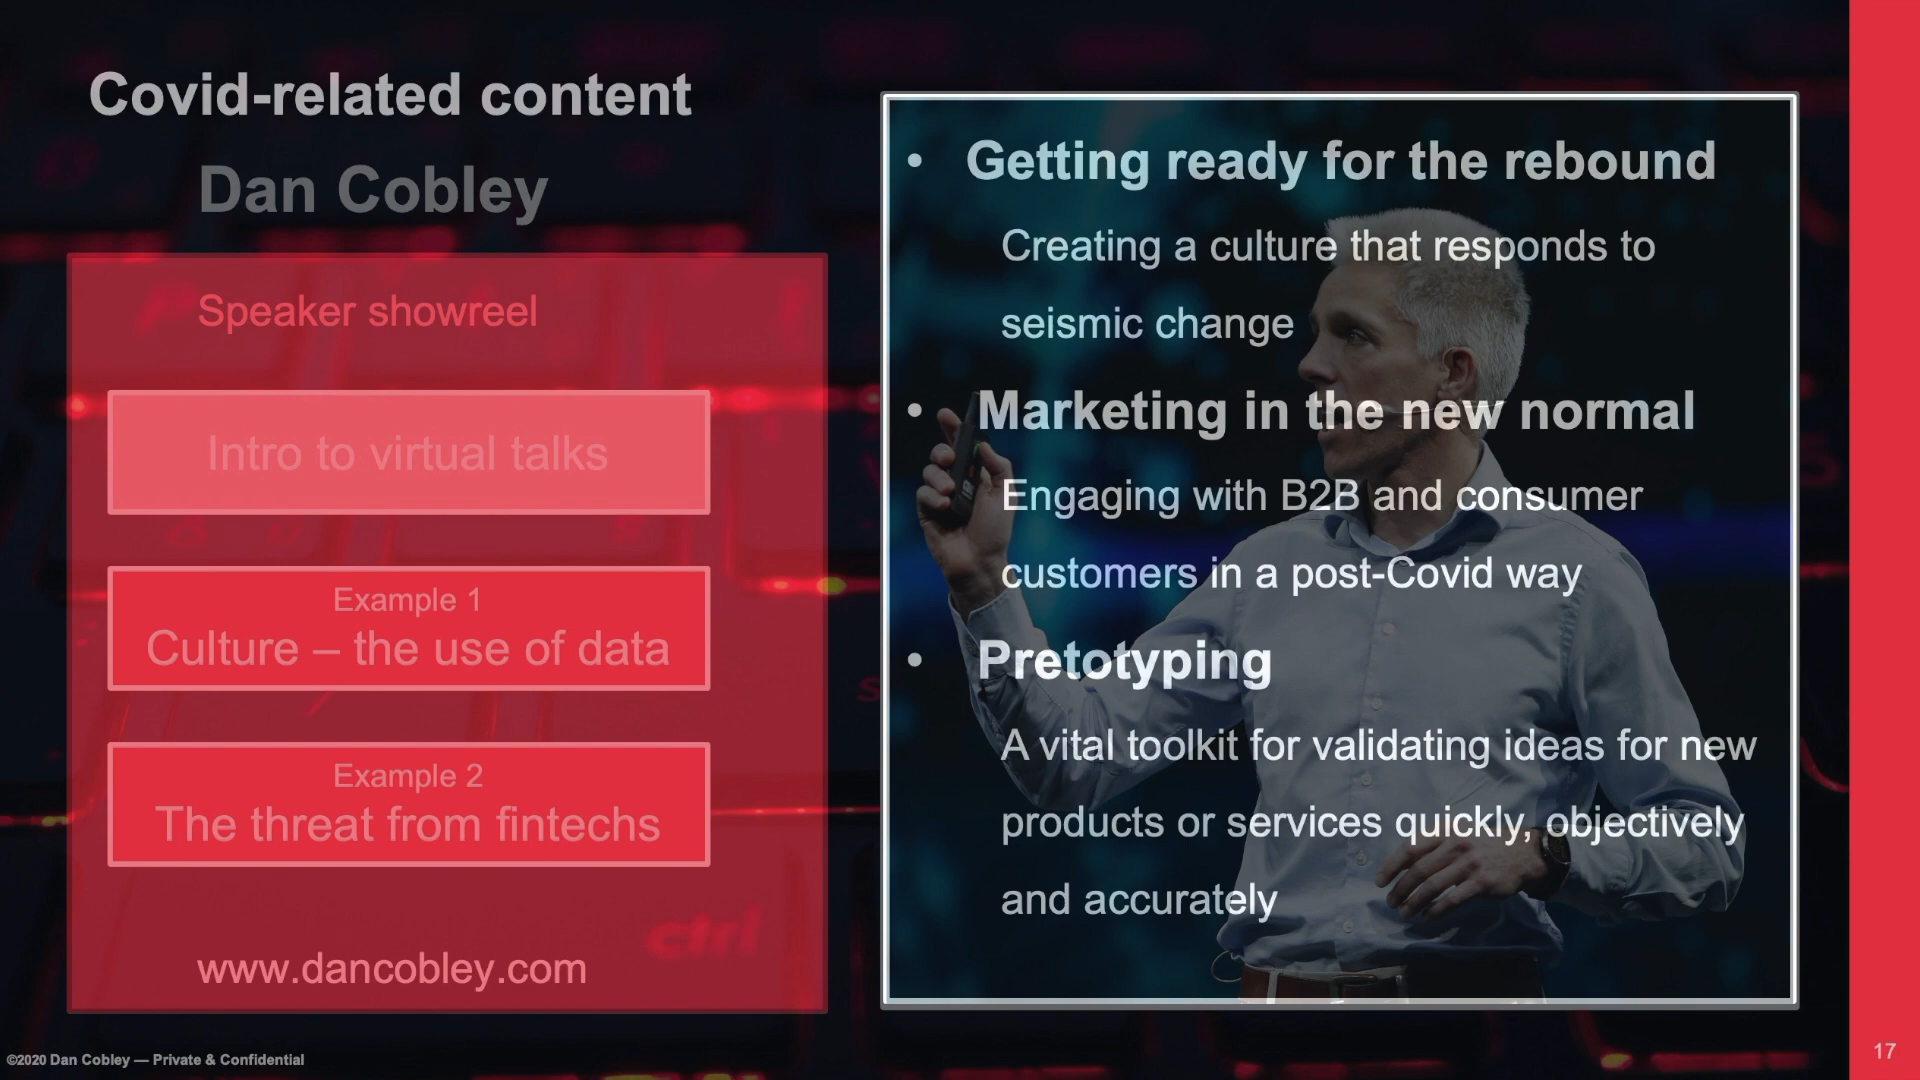 Covid-related content
Dan Cobley
Speaker showreel
Intro to virtual talks
Example 1
Culture – the use of data
Example 2
The threat from fintechs
ctrl
www.dancobley.com
• Getting ready for the rebound
Creating a culture that responds to
seismic change
• Marketing in the new normal
Engaging with B2B and consumer
customers in a post-Covid way
• Pretotyping
A vital toolkit for validating ideas for new
products or services quickly, objectively
and accurately
©2020 Dan Cobley — Private & Confidential
17